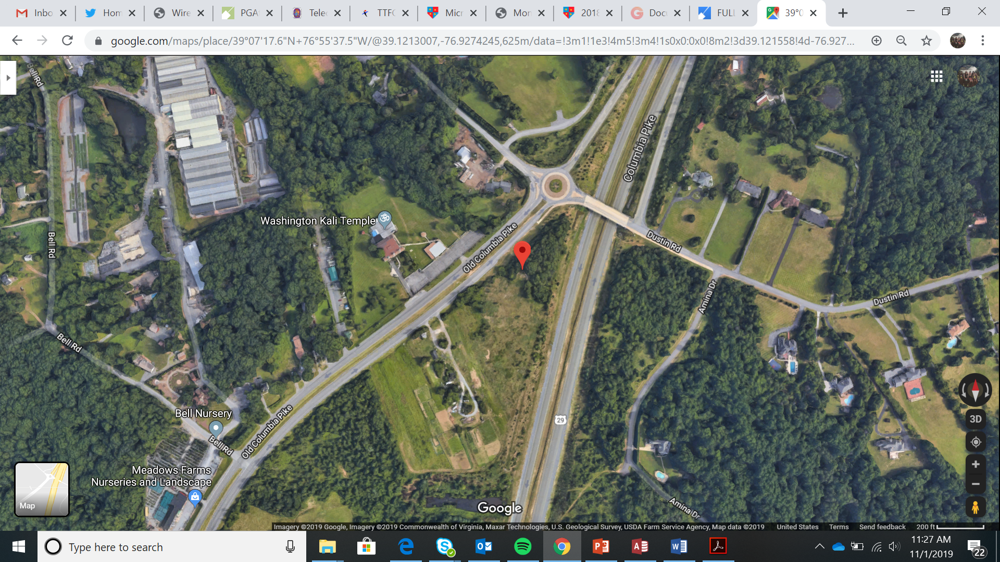 Inbo
Hom
Wire
PGA
Tele
TTFC
Micr
Mon
2018
Docu
FULL
39°0
google.com/maps/place/39°07'17.6"N+76°55'37.5"W/@39.1213007,-76.9274245,625m/data=!3m1!1e3!4m5!3m4!1s0x0:0x0!8m2!3d39.121558!4d-76.927...
Bell Rd
Columbia Pike
Washington Kali Temple
Old Columbia Pike
Dustin Rd
Bell Rd
Amina Dr
Dustin Rd
Bell Rd
Bell Nursery
29
3D
Old Columbia Pike
Bell Rd
Meadows Farms
Nurseries and Landscape
Map
Google
Amina Dr
Imagery ©2019 Google, Imagery ©2019 Commonwealth of Virginia, Maxar Technologies, U.S. Geological Survey, USDA Farm Service Agency, Map data ©2019 United States Terms Send feedback 200 ft
Type here to search
11:27 AM
11/1/2019
22